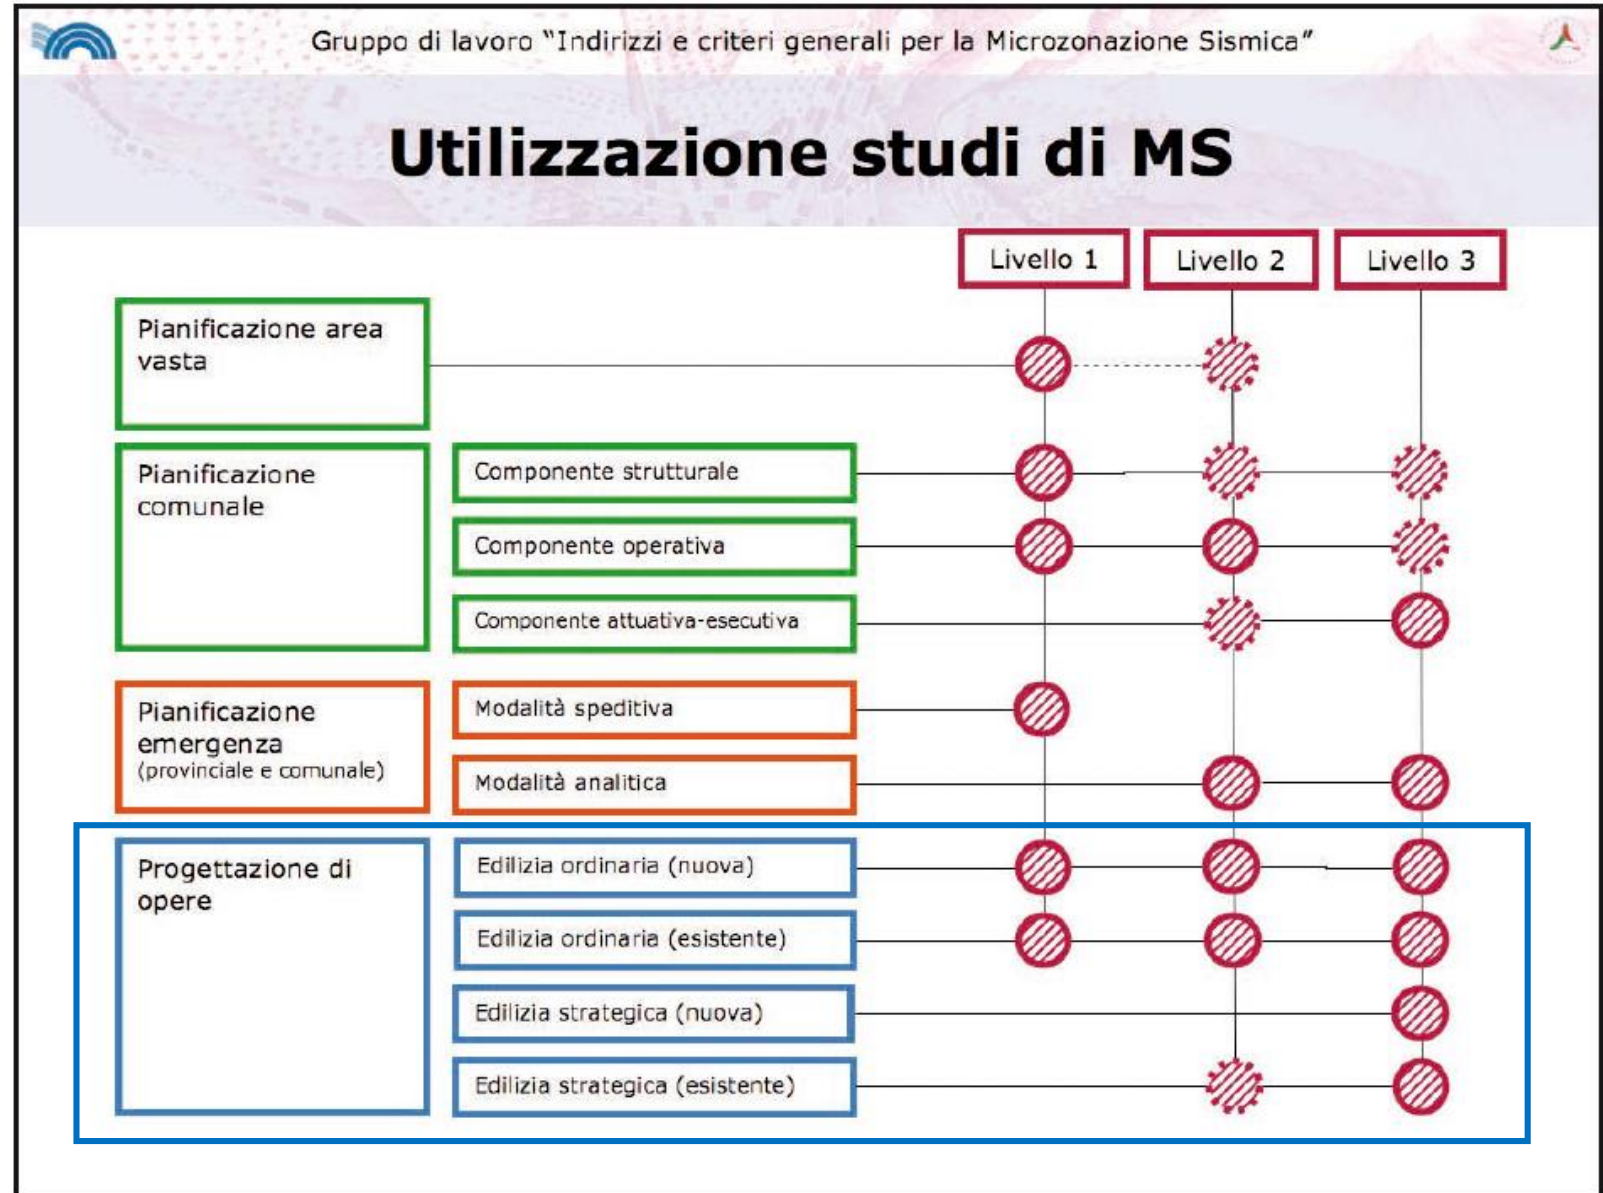 Gruppo di lavoro “Indirizzi e criteri generali per la Microzonazione Sismica”
Utilizzazione studi di MS
Livello 1
Livello 2
Livello 3
Pianificazione area
vasta
Pianificazione
comunale
Componente strutturale
Componente operativa
Componente attuativa-esecutiva
Pianificazione
emergenza
(provinciale e comunale)
Modalità speditiva
Modalità analitica
Progettazione di
opere
Edilizia ordinaria (nuova)
Edilizia ordinaria (esistente)
Edilizia strategica (nuova)
Edilizia strategica (esistente)